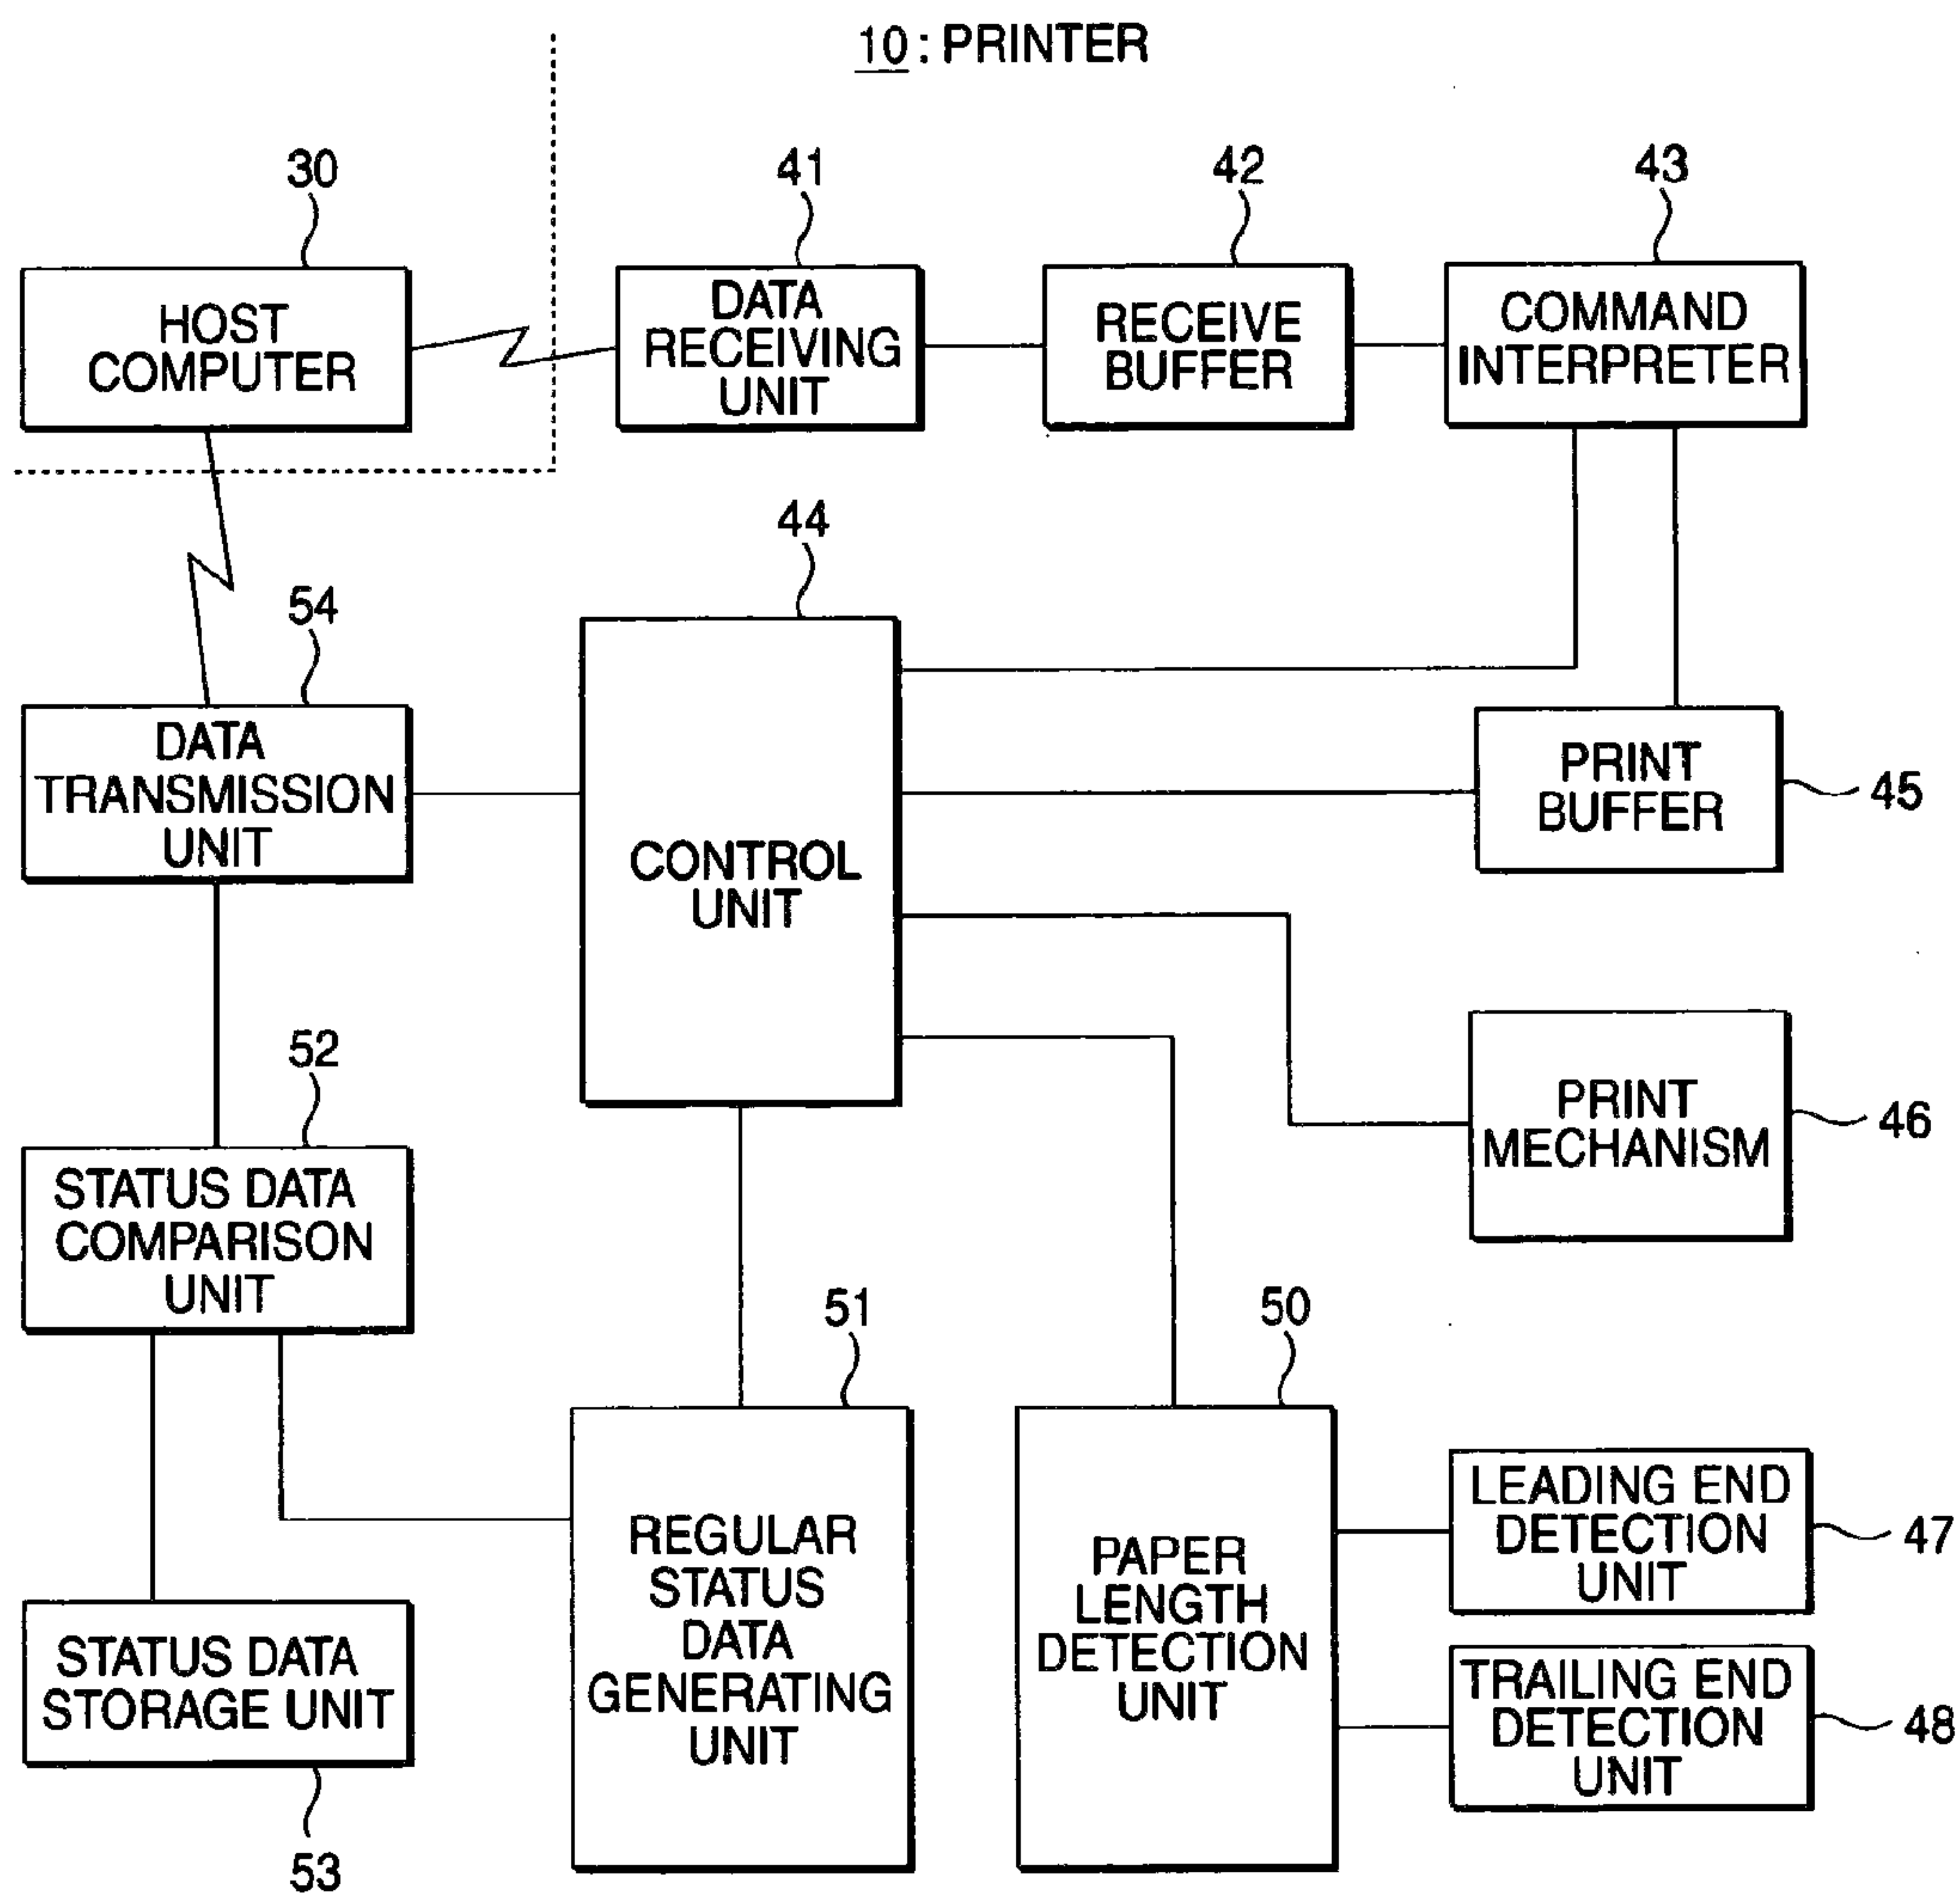 10 : PRINTER
30
41
42
43
HOST
COMPUTER
DATA
RECEIVING
UNIT
RECEIVE
BUFFER
COMMAND
INTERPRETER
44
54
DATA
TRANSMISSION
UNIT
CONTROL
UNIT
PRINT
BUFFER
45
52
PRINT
MECHANISM
46
STATUS DATA
COMPARISON
UNIT
51
50
REGULAR
STATUS
DATA
GENERATING
UNIT
PAPER
LENGTH
DETECTION
UNIT
LEADING END
DETECTION
UNIT
47
STATUS DATA
STORAGE UNIT
TRAILING END
DETECTION
UNIT
48
53